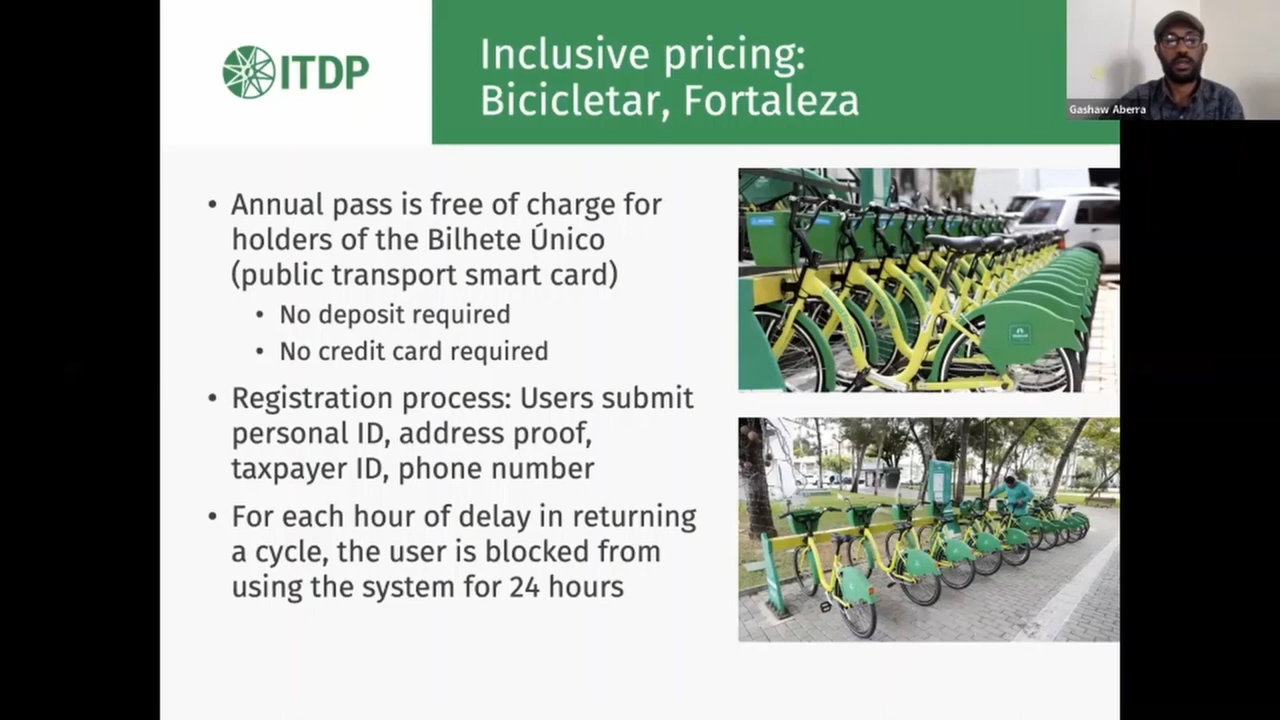 ITDP
Inclusive pricing:
Bicicletar, Fortaleza
Gashaw Aberra
• Annual pass is free of charge for
holders of the Bilhete Único
(public transport smart card)
• No deposit required
• No credit card required
• Registration process: Users submit
personal ID, address proof,
taxpayer ID, phone number
• For each hour of delay in returning
a cycle, the user is blocked from
using the system for 24 hours